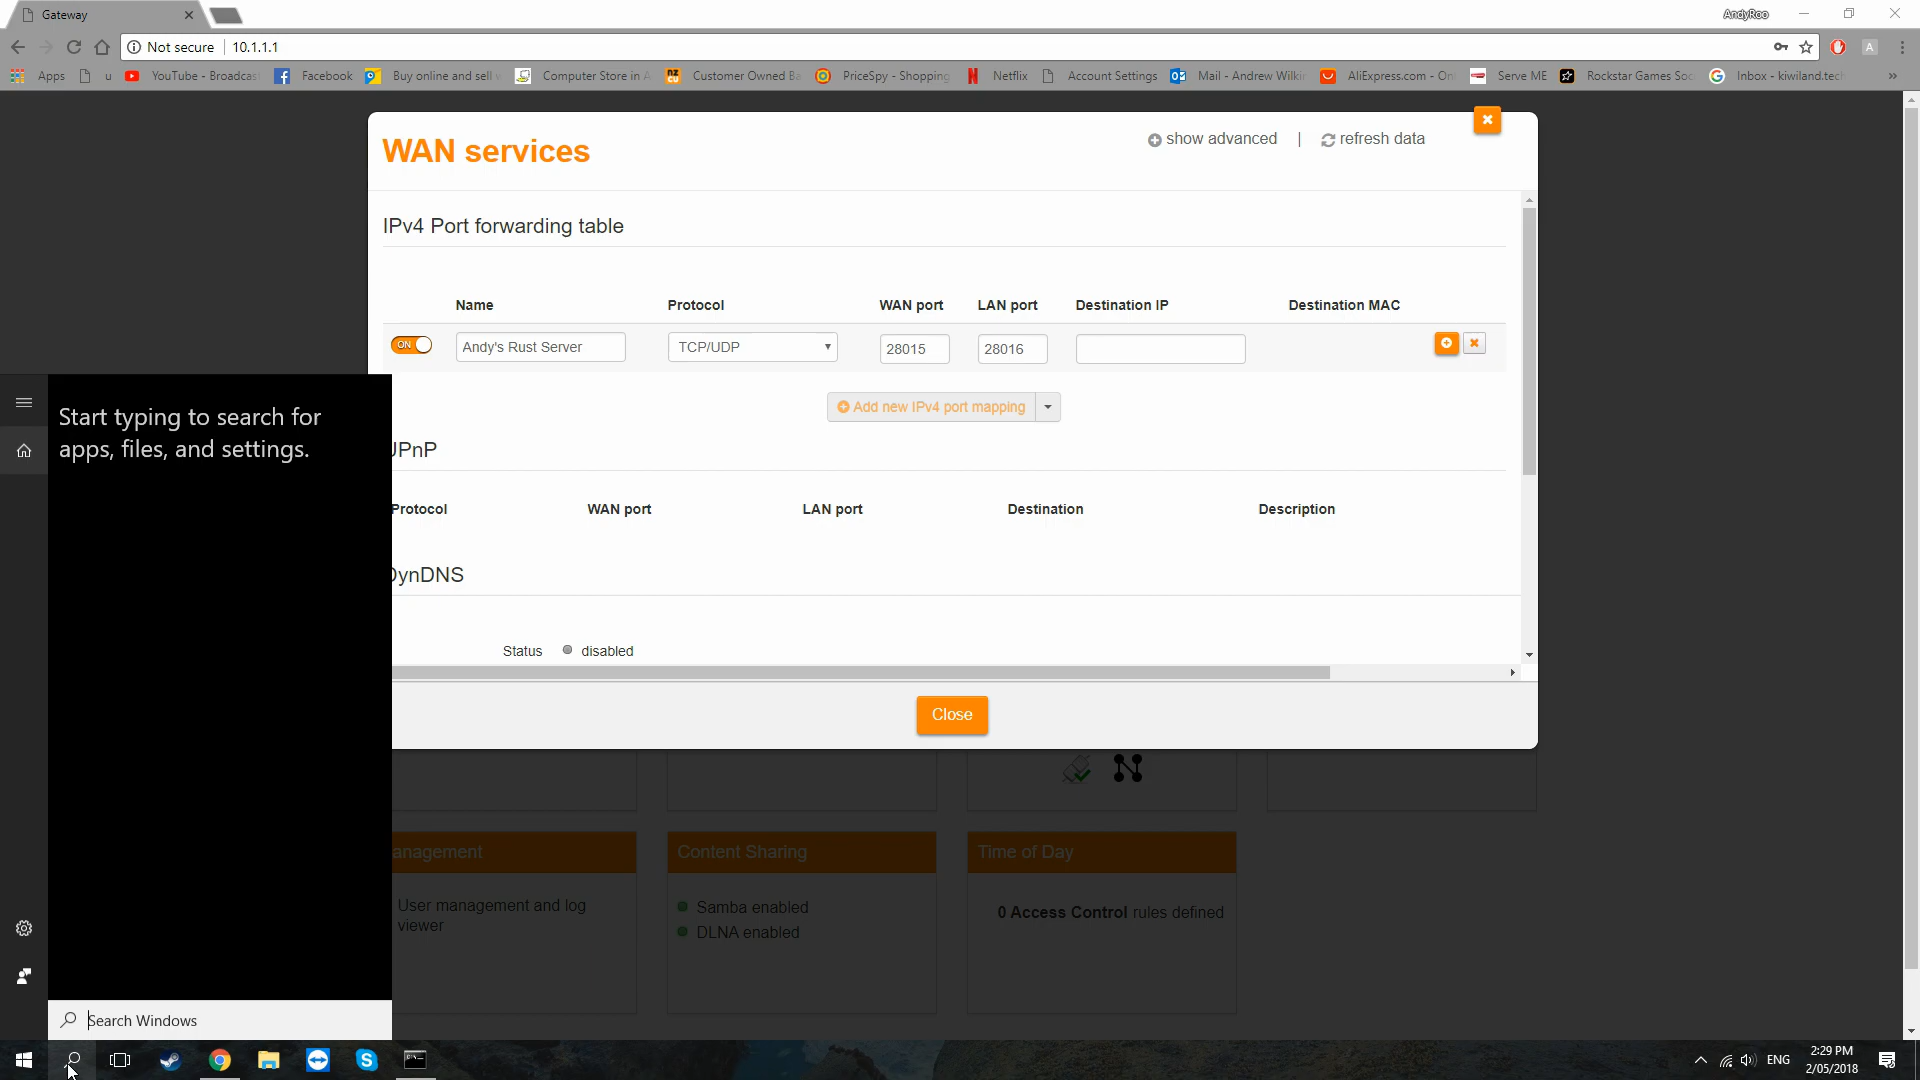 Gateway
AndyRoo
Not secure
10.1.1.1
Apps
u
YouTube - Broadcas
Facebook
Buy online and sell v
Computer Store in A
Customer Owned Ba
PriceSpy - Shopping
Netflix
Account Settings
Mail - Andrew Wilkin
AliExpress.com - On
Serve ME
Rockstar Games Soc
Inbox - kiwiland.tech
WAN services
show advanced | refresh data
IPv4 Port forwarding table
Name Protocol WAN port LAN port Destination IP Destination MAC
ON Andy's Rust Server TCP/UDP 28015 28016
Add new IPv4 port mapping
UPnP
Protocol WAN port LAN port Destination Description
DynDNS
Status disabled
Close
anagement
User management and log
viewer
Content Sharing
Samba enabled
DLNA enabled
Time of Day
0 Access Control rules defined
Start typing to search for
apps, files, and settings.
Search Windows
ENG
2:29 PM
2/05/2018